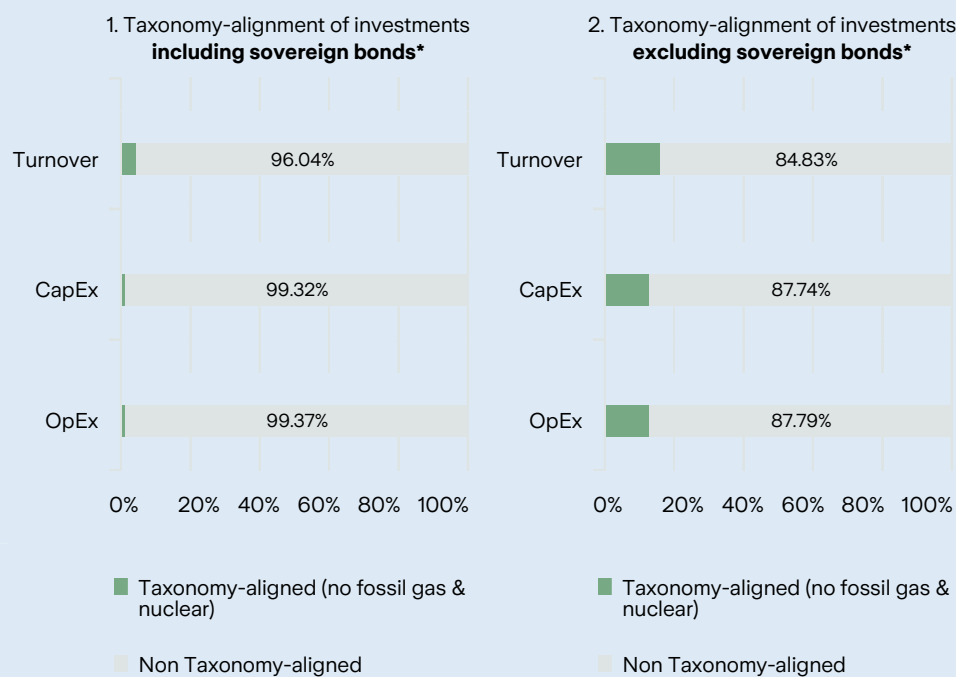 1. Taxonomy-alignment of investments
including sovereign bonds*
Turnover
96.04%
CapEx
99.32%
OpEx
99.37%
0% 20% 40% 60% 80% 100%
Taxonomy-aligned (no fossil gas &
nuclear)
Non Taxonomy-aligned
2. Taxonomy-alignment of investments
excluding sovereign bonds*
Turnover
84.83%
CapEx
87.74%
OpEx
87.79%
0% 20% 40% 60% 80% 100%
Taxonomy-aligned (no fossil gas &
nuclear)
Non Taxonomy-aligned